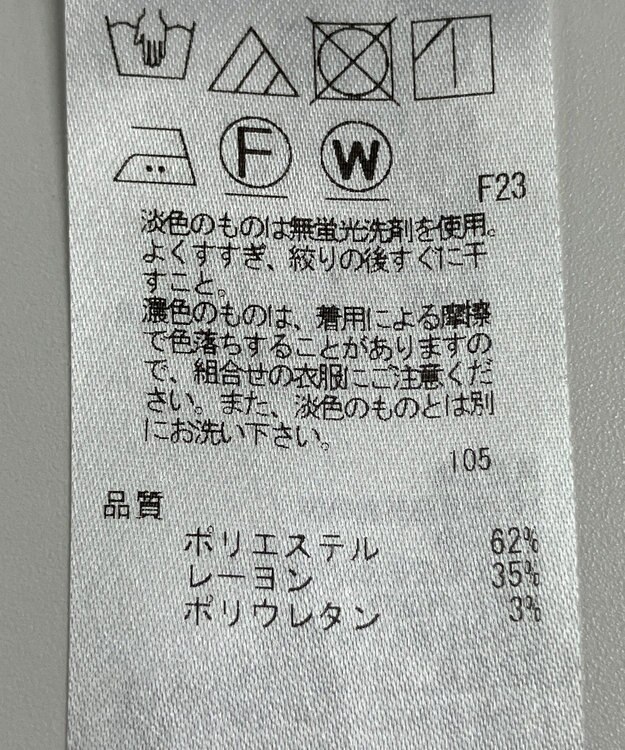 F W
F23
淡色のものは無蛍光洗剤を使用。
よくすすぎ、絞りの後すぐに干
すこと。
濃色のものは、着用による摩擦
で色落ちすることがありますの
で、組合せの衣服にご注意くだ
さい。また、淡色のものとは別
にお洗い下さい。
105
品質
ポリエステル 62%
レーヨン 35%
ポリウレタン 3%